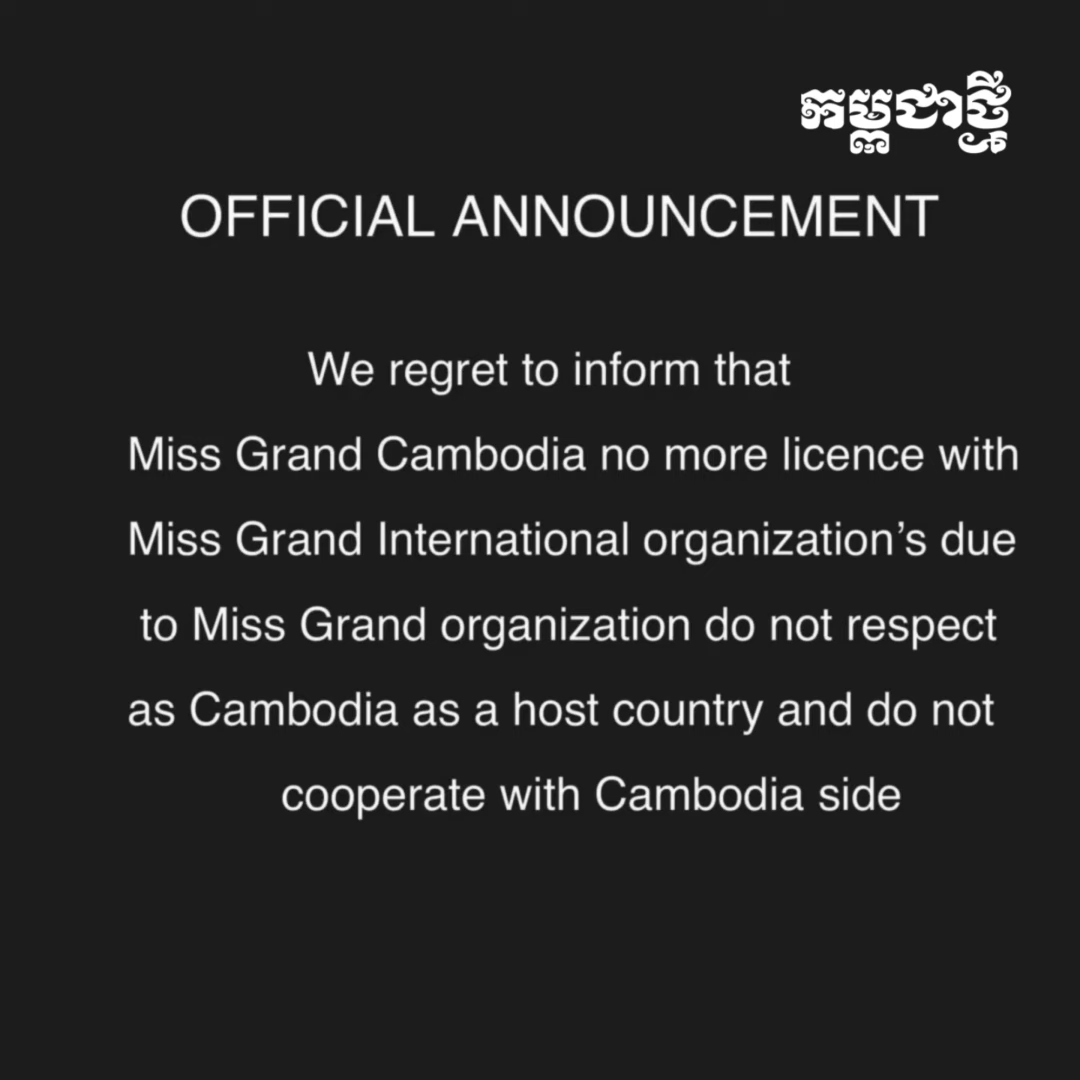 កម្ពុជាថ្មី
OFFICIAL ANNOUNCEMENT
We regret to inform that
Miss Grand Cambodia no more licence with
Miss Grand International organization’s due
to Miss Grand organization do not respect
as Cambodia as a host country and do not
cooperate with Cambodia side